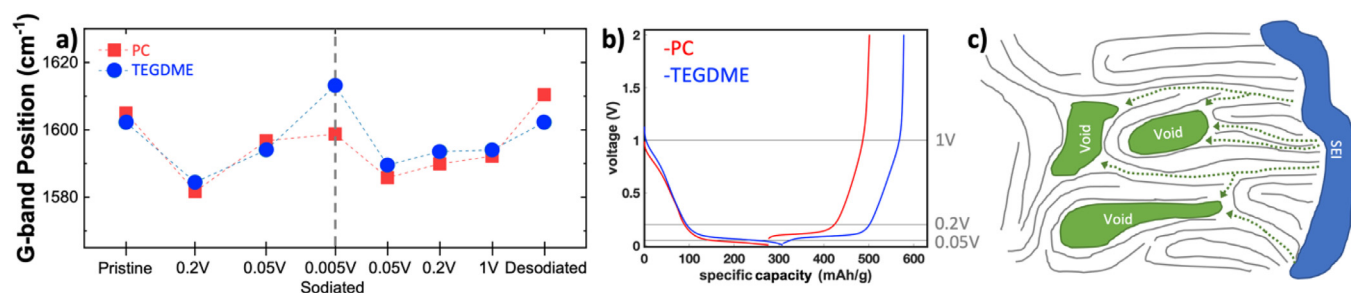 a)
PC
TEGDME
G-band Position (cm-1)
1620
1600
1580
Pristine
0.2V
0.05V
0.005V
0.05V
0.2V
1V
Desodiated
Sodiated
b)
-PC
-TEGDME
voltage (V)
2
1.5
1
0.5
0
1V
0.2V
0.05V
0
100
200
300
400
500
600
specific capacity (mAh/g)
c)
Void
Void
Void
SEI